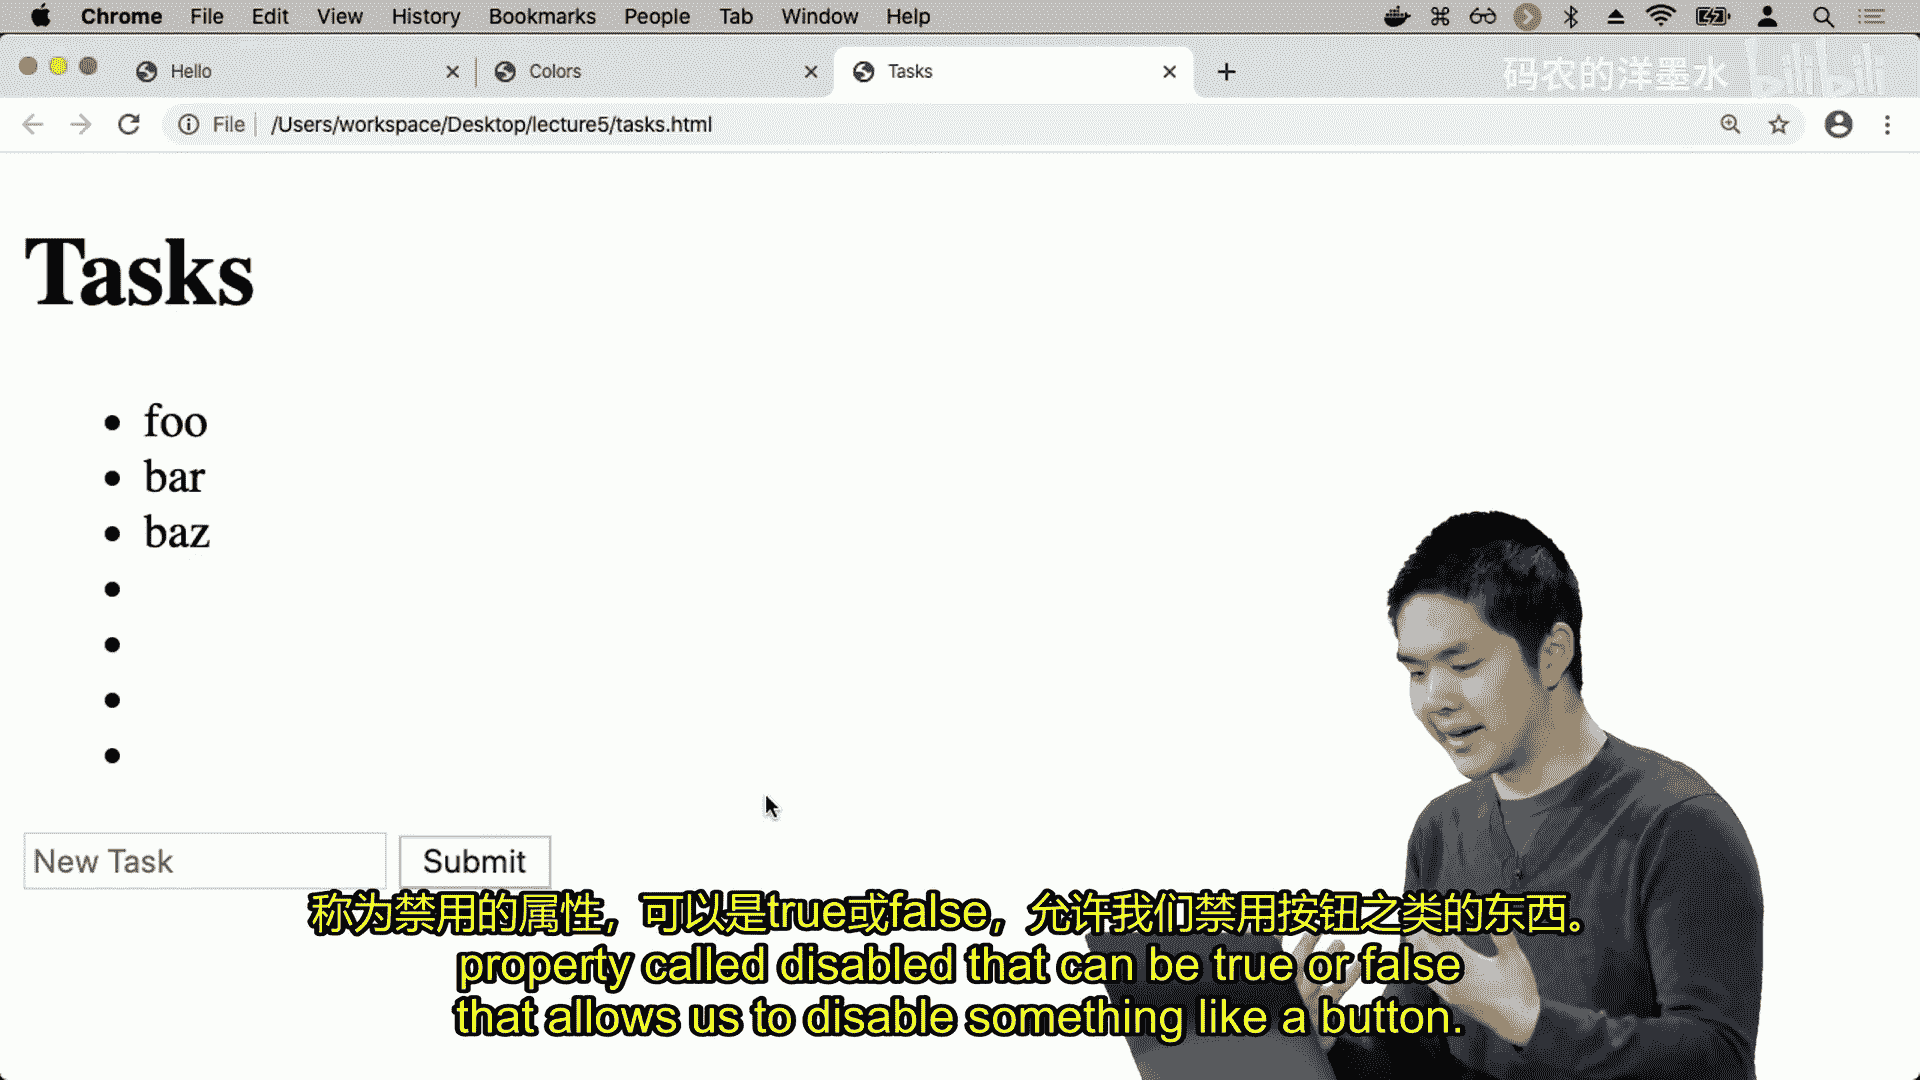 Chrome File Edit View History Bookmarks People Tab Window Help
Hello
Colors
Tasks
码农的洋墨水 bilibili
File /Users/workspace/Desktop/lecture5/tasks.html
Tasks
foo
bar
baz
New Task Submit
称为禁用的属性，可以是true或false，允许我们禁用按钮之类的东西。
property called disabled that can be true or false
that allows us to disable something like a button.